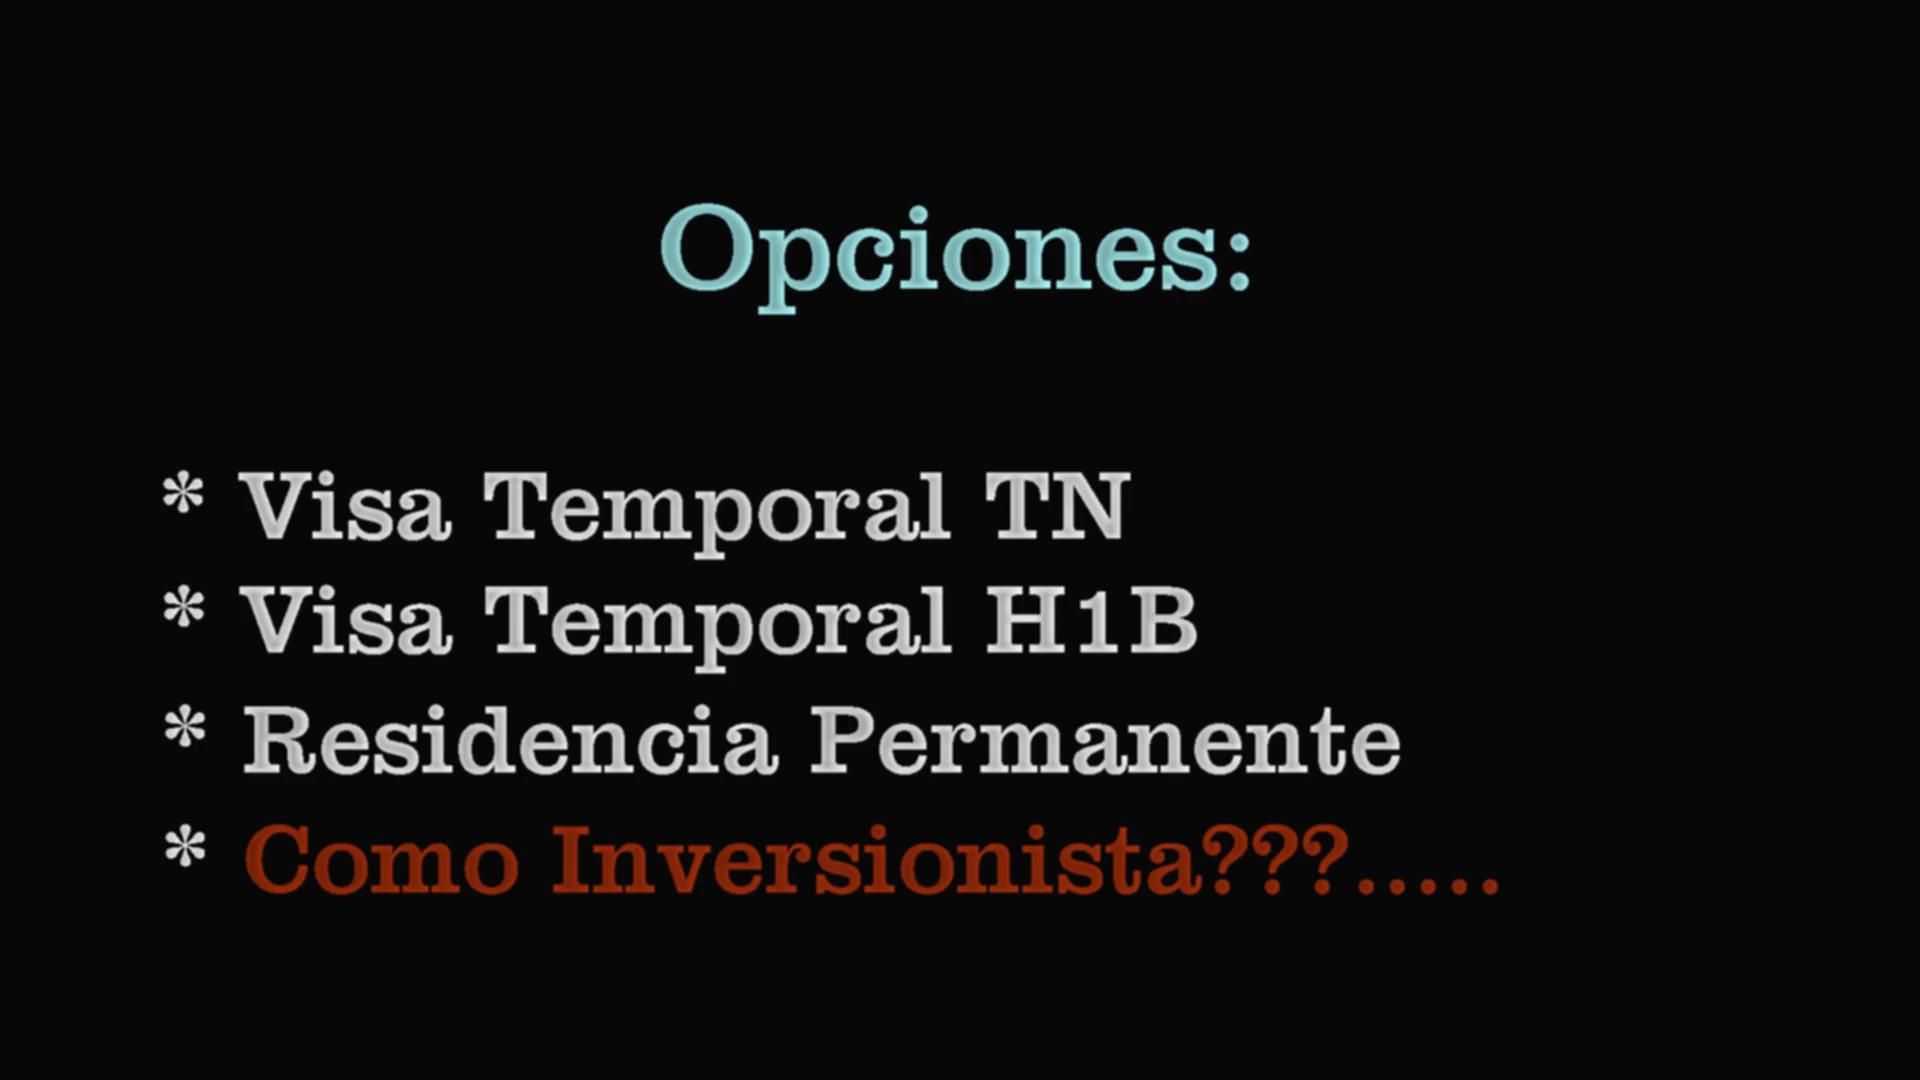 Opciones:
* Visa Temporal TN
* Visa Temporal H1B
* Residencia Permanente
* Como Inversionista???.....